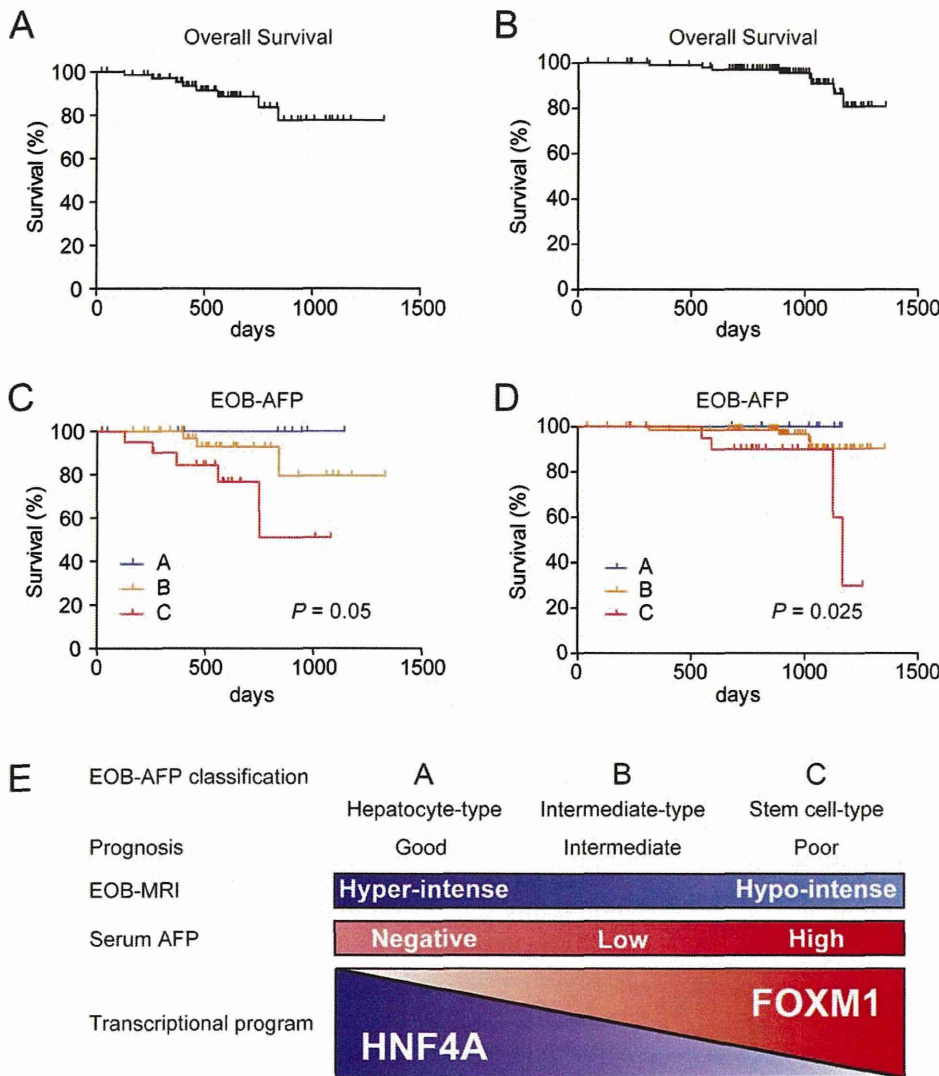 A
Overall Survival
Survival (%)
100
80
60
40
20
0
0 500 1000 1500
days
B
Overall Survival
Survival (%)
100
80
60
40
20
0
0 500 1000 1500
days
C
EOB-AFP
Survival (%)
100
80
60
40
20
0
A
B
C
P = 0.05
0 500 1000 1500
days
D
EOB-AFP
Survival (%)
100
80
60
40
20
0
A
B
C
P = 0.025
0 500 1000 1500
days
E
EOB-AFP classification A B C
Hepatocyte-type Intermediate-type Stem cell-type
Prognosis Good Intermediate Poor
EOB-MRI Hyper-intense Hypo-intense
Serum AFP Negative Low High
Transcriptional program HNF4A FOXM1